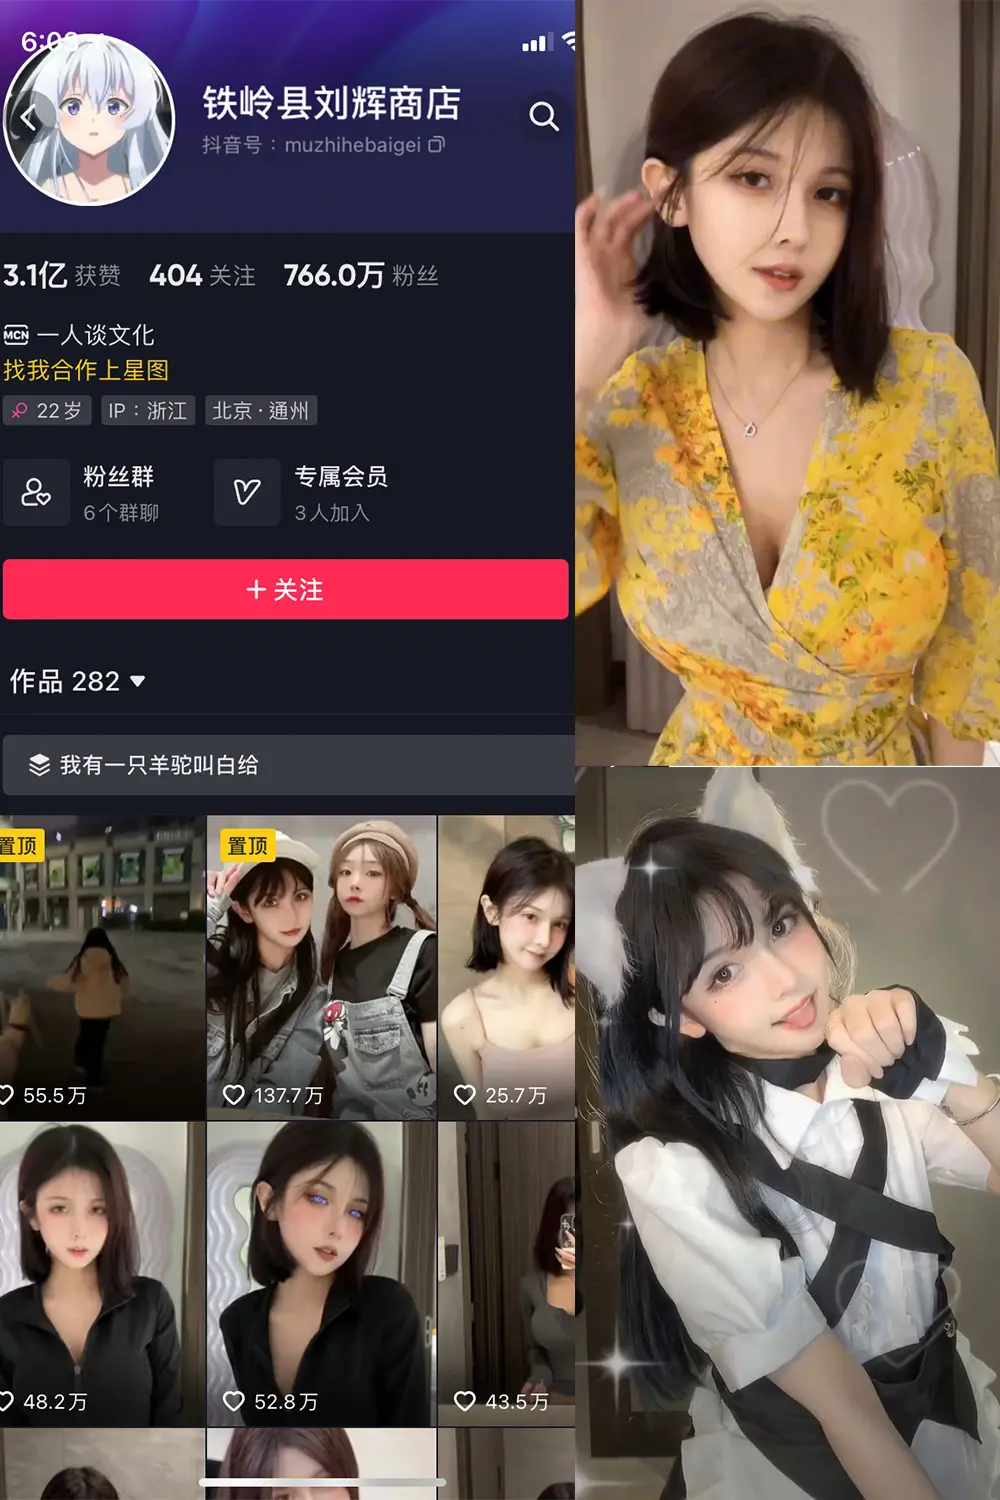 铁岭县刘辉商店
抖音号：muzhihebaigei
3.1亿 获赞 404 关注 766.0万 粉丝
MCN 一人谈文化
找我合作上星图
22岁 IP：浙江 北京·通州
粉丝群 专属会员
6个群聊 3人加入
+ 关注
作品 282
我有一只羊驼叫白给
置顶 置顶
55.5万 137.7万 25.7万
48.2万 52.8万 43.5万